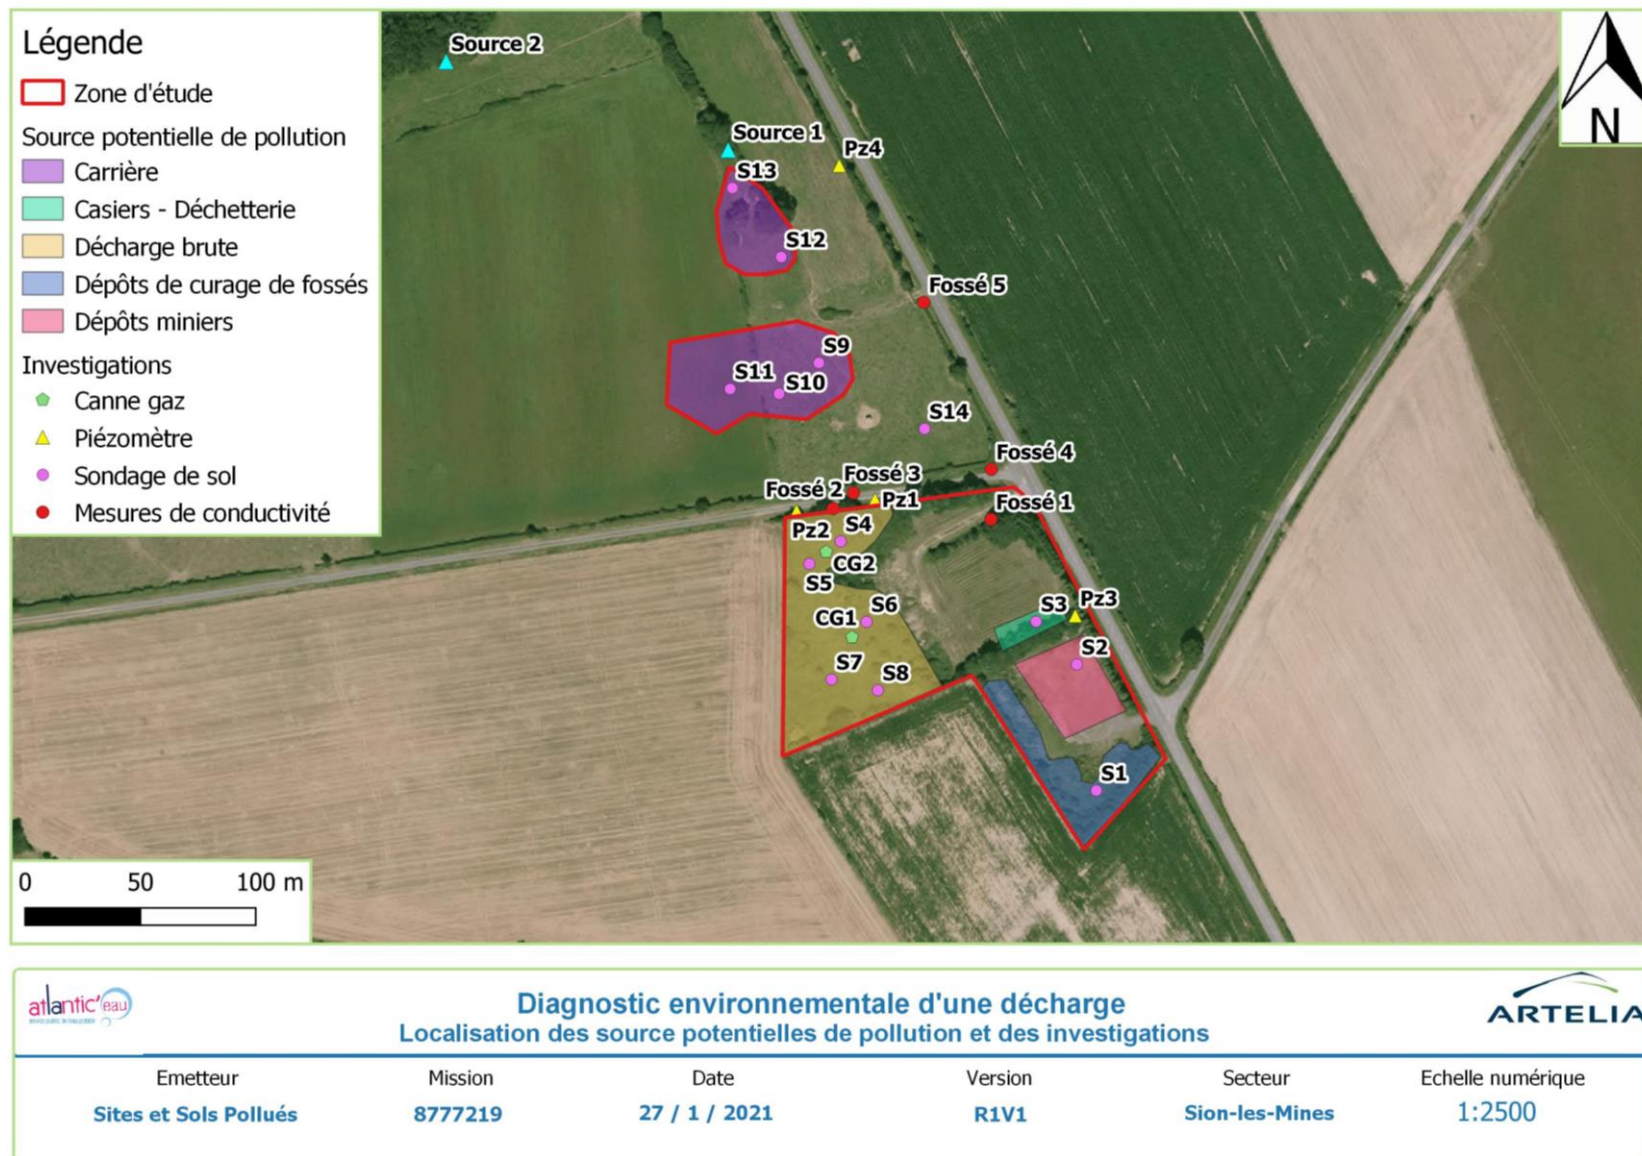 Légende
Zone d'étude
Source potentielle de pollution
Carrière
Casiers - Déchetterie
Décharge brute
Dépôts de curage de fossés
Dépôts miniers
Investigations
Canne gaz
Piézomètre
Sondage de sol
Mesures de conductivité
0 50 100 m
N
Source 2
Source 1
Pz4
S13
S12
Fossé 5
S9
S11
S10
S14
Fossé 4
Fossé 3
Fossé 2
Pz1
Fossé 1
Pz2
S4
CG2
S5
S6
CG1
S3
Pz3
S2
S7
S8
S1
atlantic'eau
Diagnostic environnementale d'une décharge
Localisation des source potentielles de pollution et des investigations
ARTELIA
Emetteur Mission Date Version Secteur Echelle numérique
Sites et Sols Pollués 8777219 27 / 1 / 2021 R1V1 Sion-les-Mines 1:2500